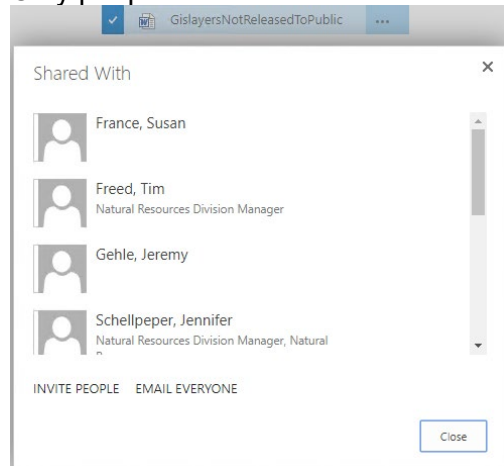 GislayersNotReleasedToPublic
Shared With
France, Susan
Freed, Tim
Natural Resources Division Manager
Gehle, Jeremy
Schellpeper, Jennifer
Natural Resources Division Manager, Natural
INVITE PEOPLE EMAIL EVERYONE
Close